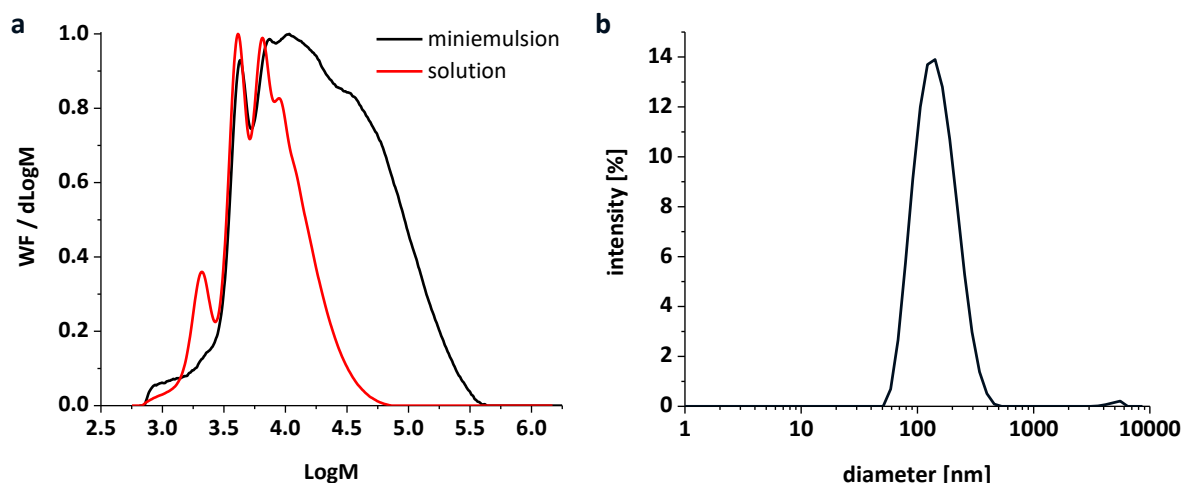 a
WF / dLogM
1.0
0.8
0.6
0.4
0.2
0.0
2.5 3.0 3.5 4.0 4.5 5.0 5.5 6.0
LogM
miniemulsion
solution
b
intensity [%]
14
12
10
8
6
4
2
0
1 10 100 1000 10000
diameter [nm]